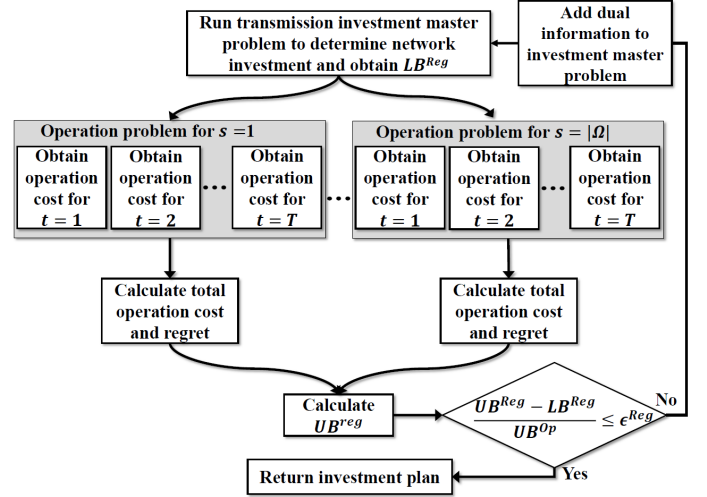 Run transmission investment master
problem to determine network
investment and obtain LB^Reg
Add dual
information to
investment master
problem
Operation problem for s =1
Obtain
operation
cost for
t = 1
Obtain
operation
cost for
t = 2
...
Obtain
operation
cost for
t = T
...
Operation problem for s = |Ω|
Obtain
operation
cost for
t = 1
Obtain
operation
cost for
t = 2
...
Obtain
operation
cost for
t = T
Calculate total
operation cost
and regret
Calculate total
operation cost
and regret
Calculate
UB^reg
UB^Reg − LB^Reg
UB^Op
≤ ϵ^Reg
No
Yes
Return investment plan